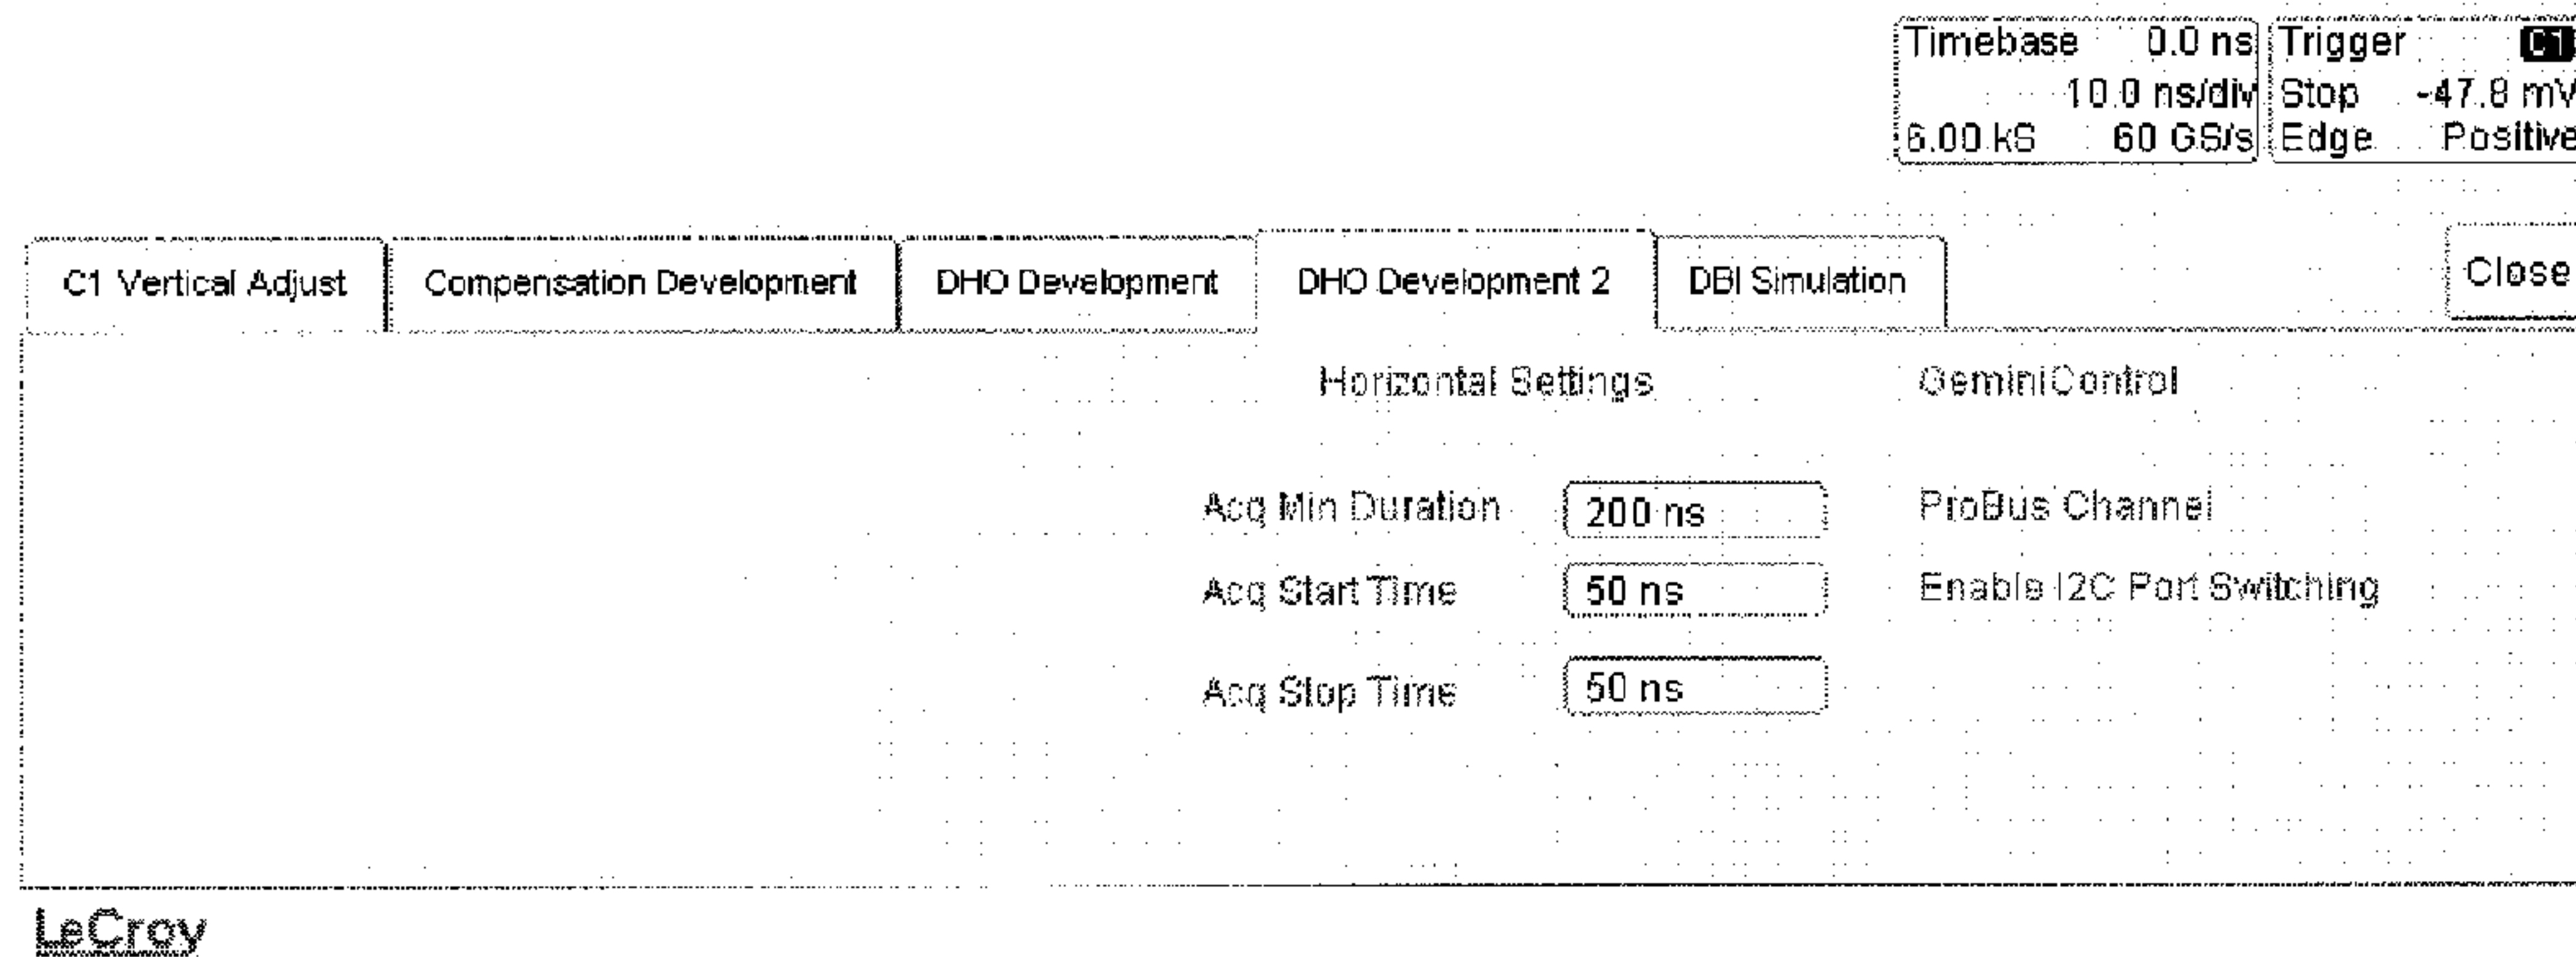 Timebase 0.0 ns Trigger C1
10.0 ns/div Stop -47.8 mV
6.00 kS 60 GS/s Edge Positive
C1 Vertical Adjust Compensation Development DHO Development DHO Development 2 DBI Simulation Close
Horizontal Settings GeminiControl
Acq Min Duration 200 ns ProBus Channel
Acq Start Time 50 ns Enable I2C Port Switching
Acq Stop Time 50 ns
LeCroy